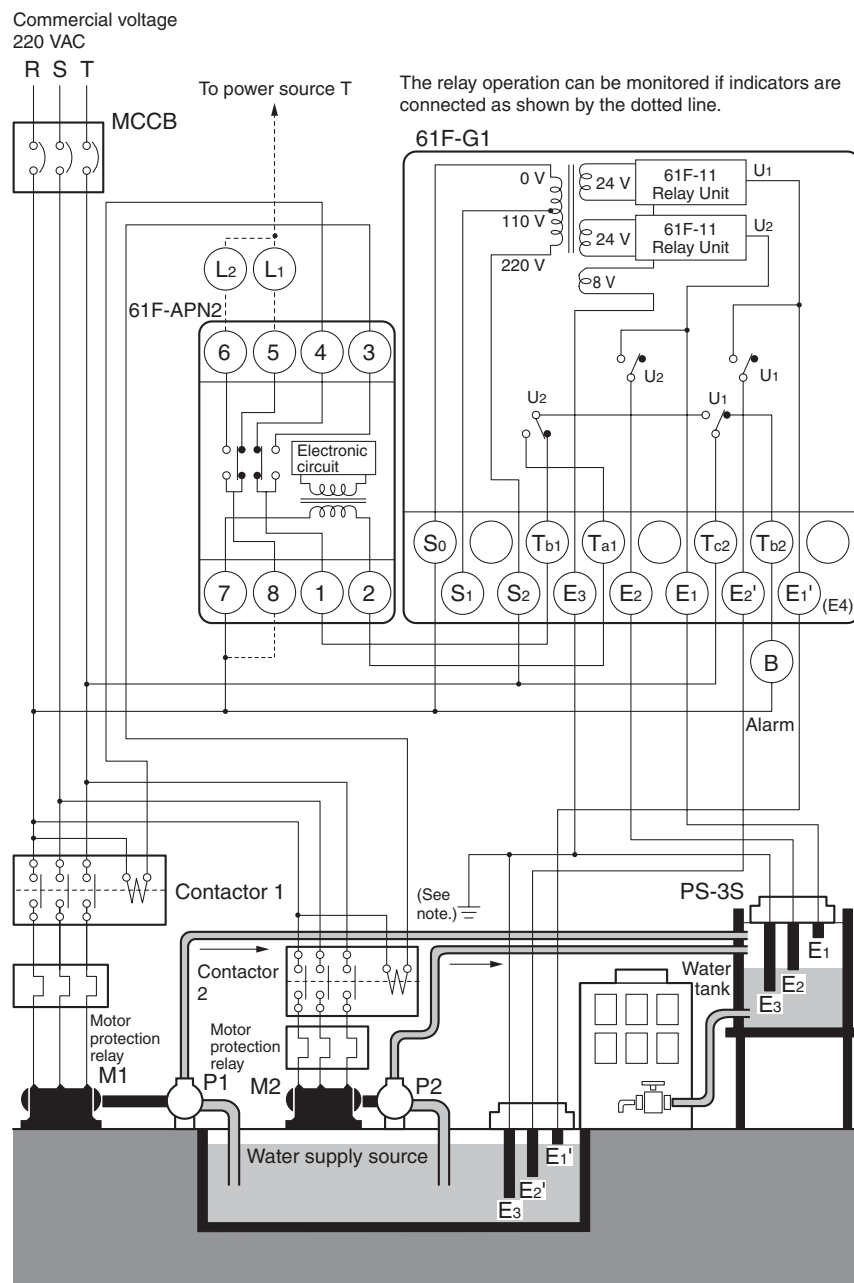 Commercial voltage
220 VAC
R S T
MCCB
To power source T
The relay operation can be monitored if indicators are
connected as shown by the dotted line.
61F-G1
0 V
110 V
220 V
24 V
24 V
8 V
61F-11
Relay Unit
U1
61F-11
Relay Unit
U2
L2 L1
61F-APN2
6 5 4 3
Electronic
circuit
7 8 1 2
U2
U1
U2
U1
S0 Tb1 Ta1 Tc2 Tb2
S1 S2 E3 E2 E1 E2' E1' (E4)
B
Alarm
Contactor 1
(See
note.)
PS-3S
Contactor
2
Water
tank
E1
E2
E3
Motor
protection
relay
Motor
protection
relay
M1 P1 M2 P2
Water supply source
E1'
E2'
E3